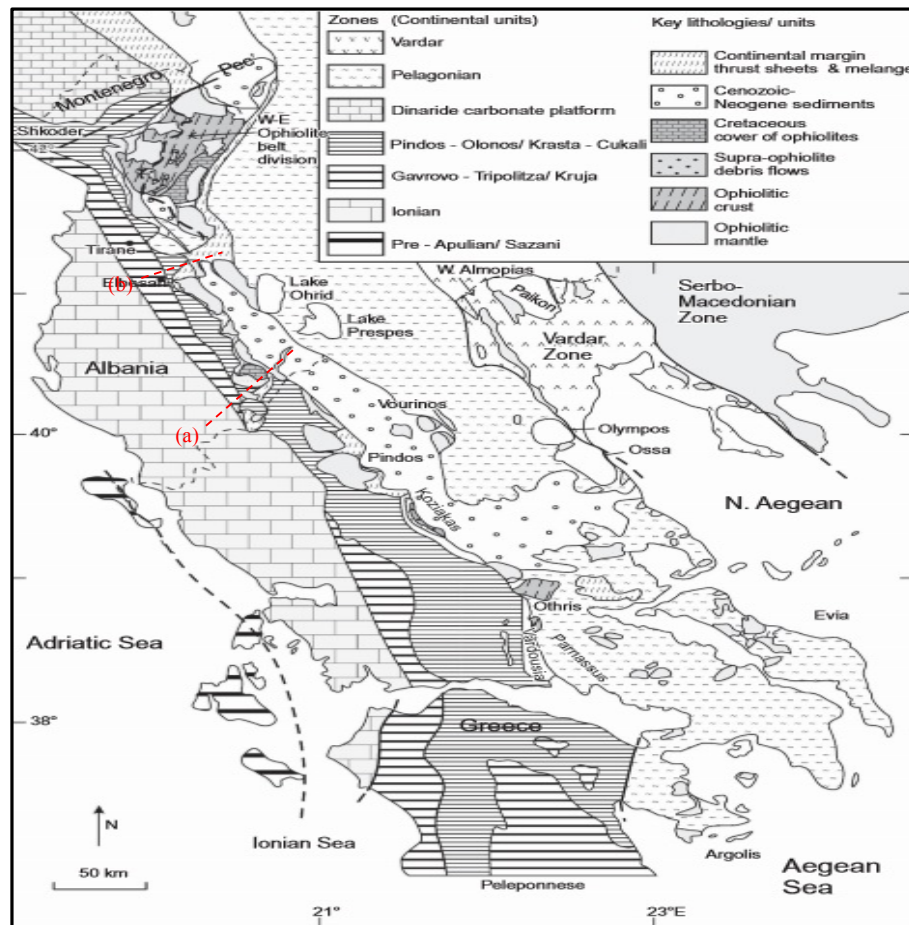 Zones (Continental units)
Vardar
Pelagonian
Dinaride carbonate platform
Pindos - Olonos/ Krasta - Cukali
Gavrovo - Tripolitza/ Kruja
Ionian
Pre - Apulian/ Sazani
Key lithologies/ units
Continental margin
thrust sheets & melange
Cenozoic-
Neogene sediments
Cretaceous
cover of ophiolites
Supra-ophiolite
debris flows
Ophiolitic
crust
Ophiolitic
mantle
Montenegro
Pec
Shkoder
42°
W-E
Ophiolite
belt
division
Tirane
Elbasan
(b)
Lake
Ohrid
Lake
Prespes
W. Almopias
Paikon
Serbo-
Macedonian
Zone
Vardar
Zone
Albania
(a)
40°
Vourinos
Pindos
Olympos
Ossa
Koziakas
N. Aegean
Othris
Evia
Vardousia
Parnassus
Adriatic Sea
38°
Greece
N
50 km
Ionian Sea
Argolis
Aegean
Sea
Peleponnese
21°
23°E